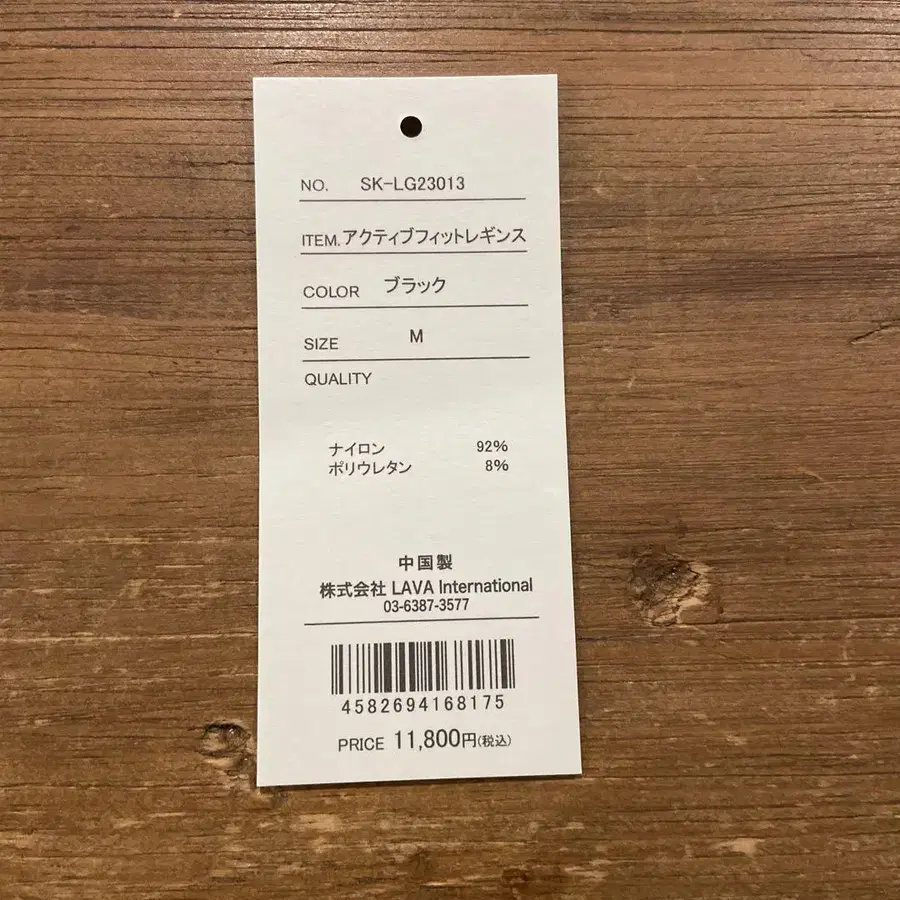 NO. SK-LG23013
ITEM. アクティブフィットレギンス
COLOR ブラック
SIZE M
QUALITY
ナイロン 92%
ポリウレタン 8%
中国製
株式会社 LAVA International
03-6387-3577
4582694168175
PRICE 11,800円(税込)